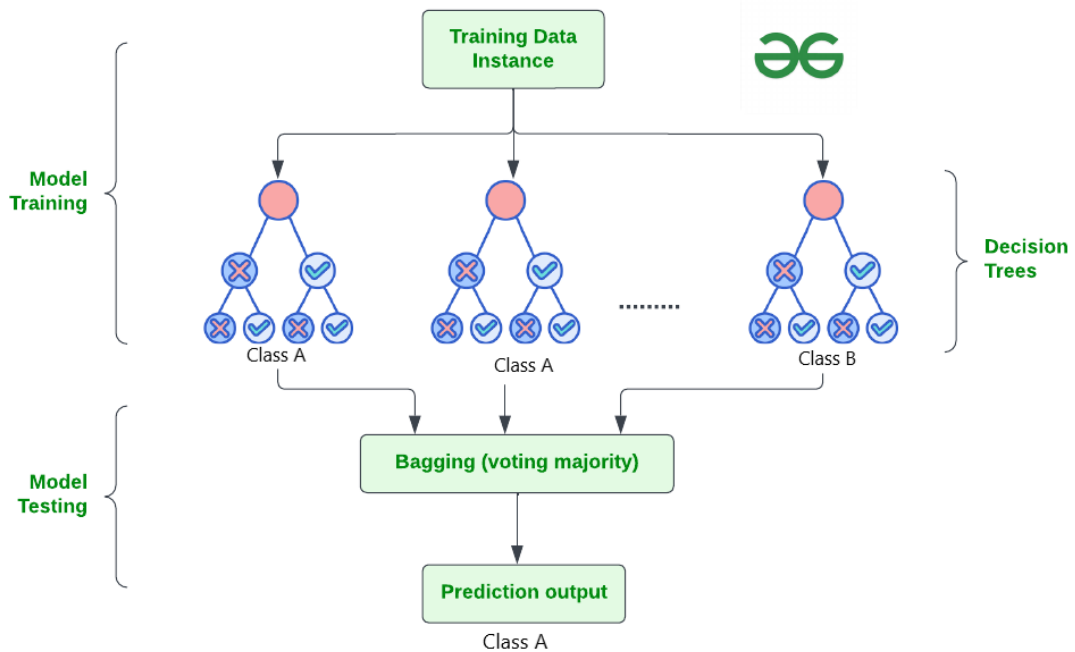 Training Data
Instance
Model
Training
Decision
Trees
.........
Class A
Class A
Class B
Bagging (voting majority)
Model
Testing
Prediction output
Class A